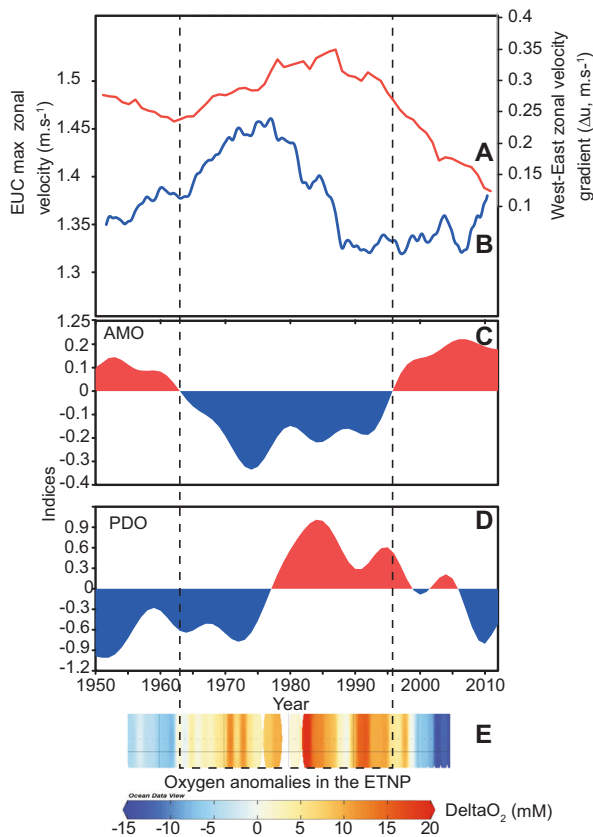 EUC max zonal
velocity (m.s-1)
1.5
1.45
1.4
1.35
1.3
0.4
0.35
0.3
0.25
0.2
0.15
0.1
West-East zonal velocity
gradient (Δu, m.s-1)
A
B
Indices
1.25
0.2
0.1
0
-0.1
-0.2
-0.3
-0.4
AMO
C
0.9
0.6
0.3
0
-0.3
-0.6
-0.9
-1.2
PDO
D
1950 1960 1970 1980 1990 2000 2012
Year
E
Oxygen anomalies in the ETNP
Ocean Data View
-15 -10 -5 0 5 10 15 20
DeltaO2 (mM)